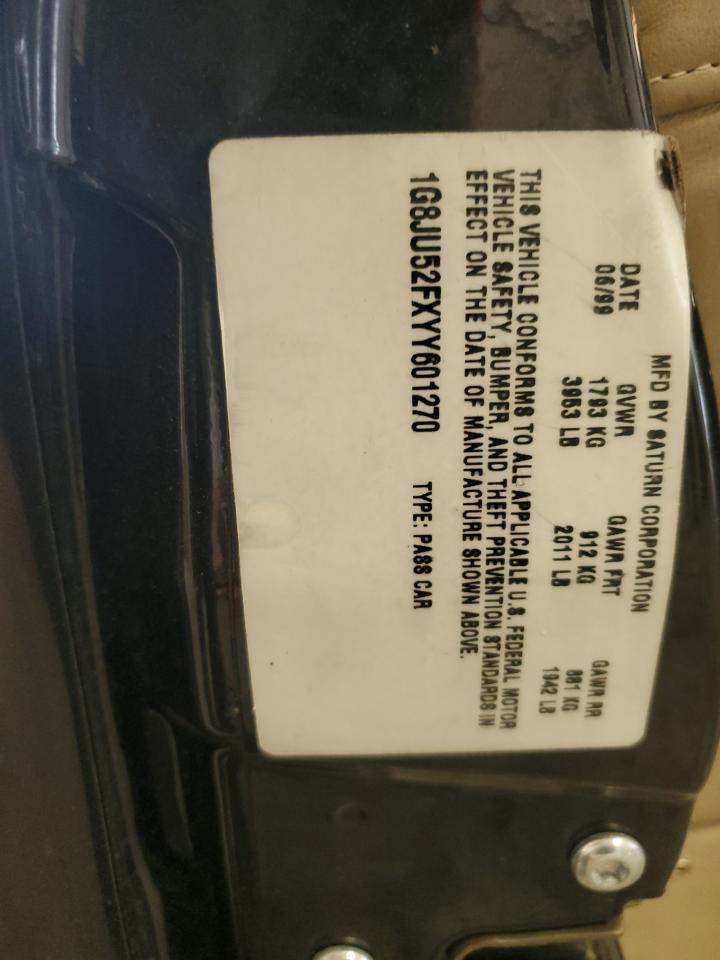 MFD BY SATURN CORPORATION
DATE GVWR GAWR FRT GAWR RR
06/99 1793 KG 912 KG 881 KG
3953 LB 2011 LB 1942 LB
THIS VEHICLE CONFORMS TO ALL APPLICABLE U.S. FEDERAL MOTOR
VEHICLE SAFETY, BUMPER, AND THEFT PREVENTION STANDARDS IN
EFFECT ON THE DATE OF MANUFACTURE SHOWN ABOVE.
1G8JU52FXYY601270 TYPE: PASS CAR